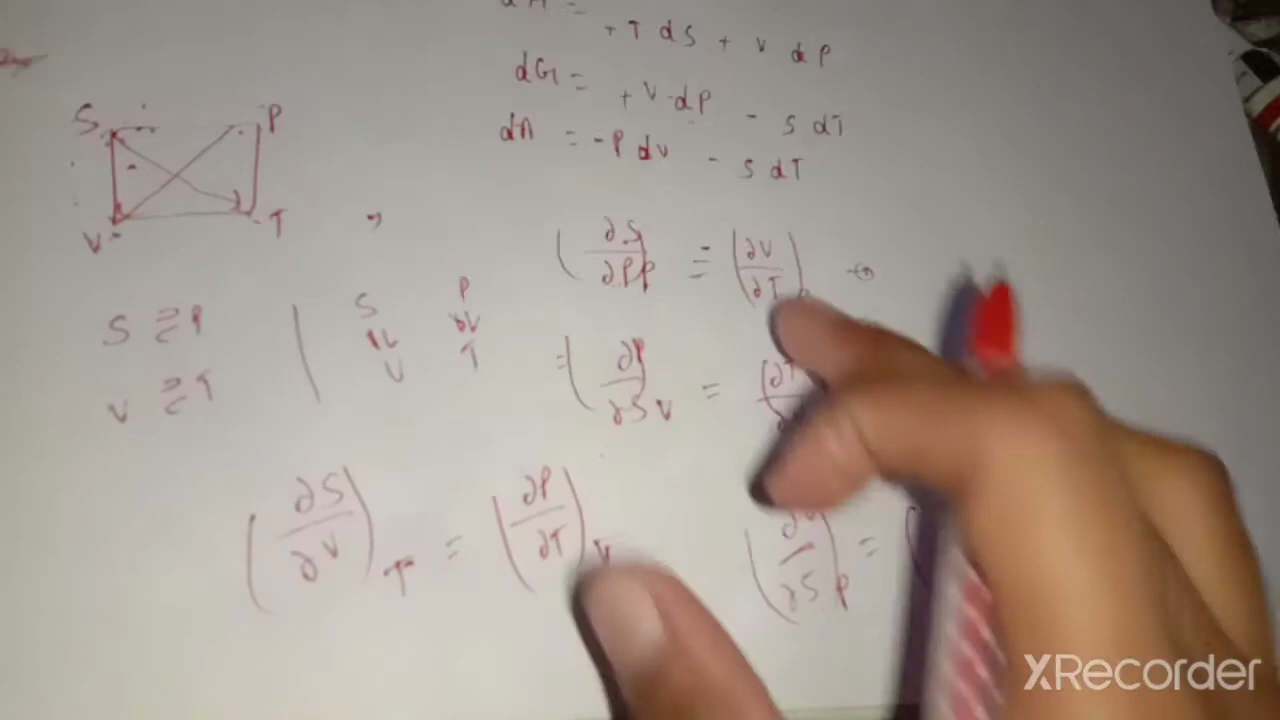 + T dS + V dP
dG = + V·dP - S dT
dA = -P dV - S dT
S P
V T
S ≅ P
V ≅ T
S P
V T
(∂S/∂P)P = (∂V/∂T)
= (∂P/∂S)V = (∂T
(∂S/∂V)T = (∂P/∂T)V
( /∂S)P = (
XRecorder